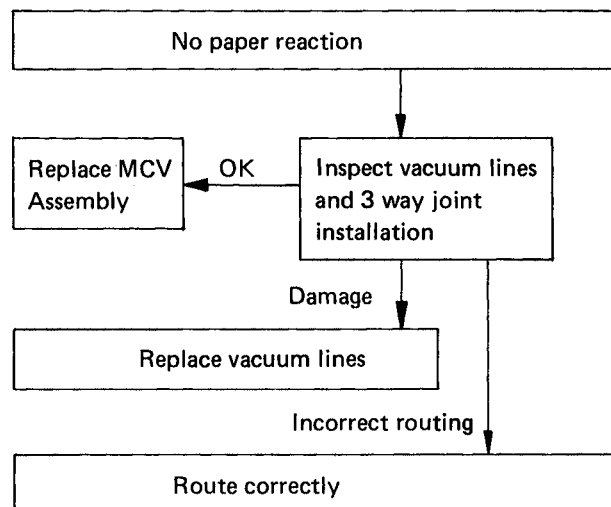 No paper reaction
Replace MCV
Assembly
OK
Inspect vacuum lines
and 3 way joint
installation
Damage
Replace vacuum lines
Incorrect routing
Route correctly